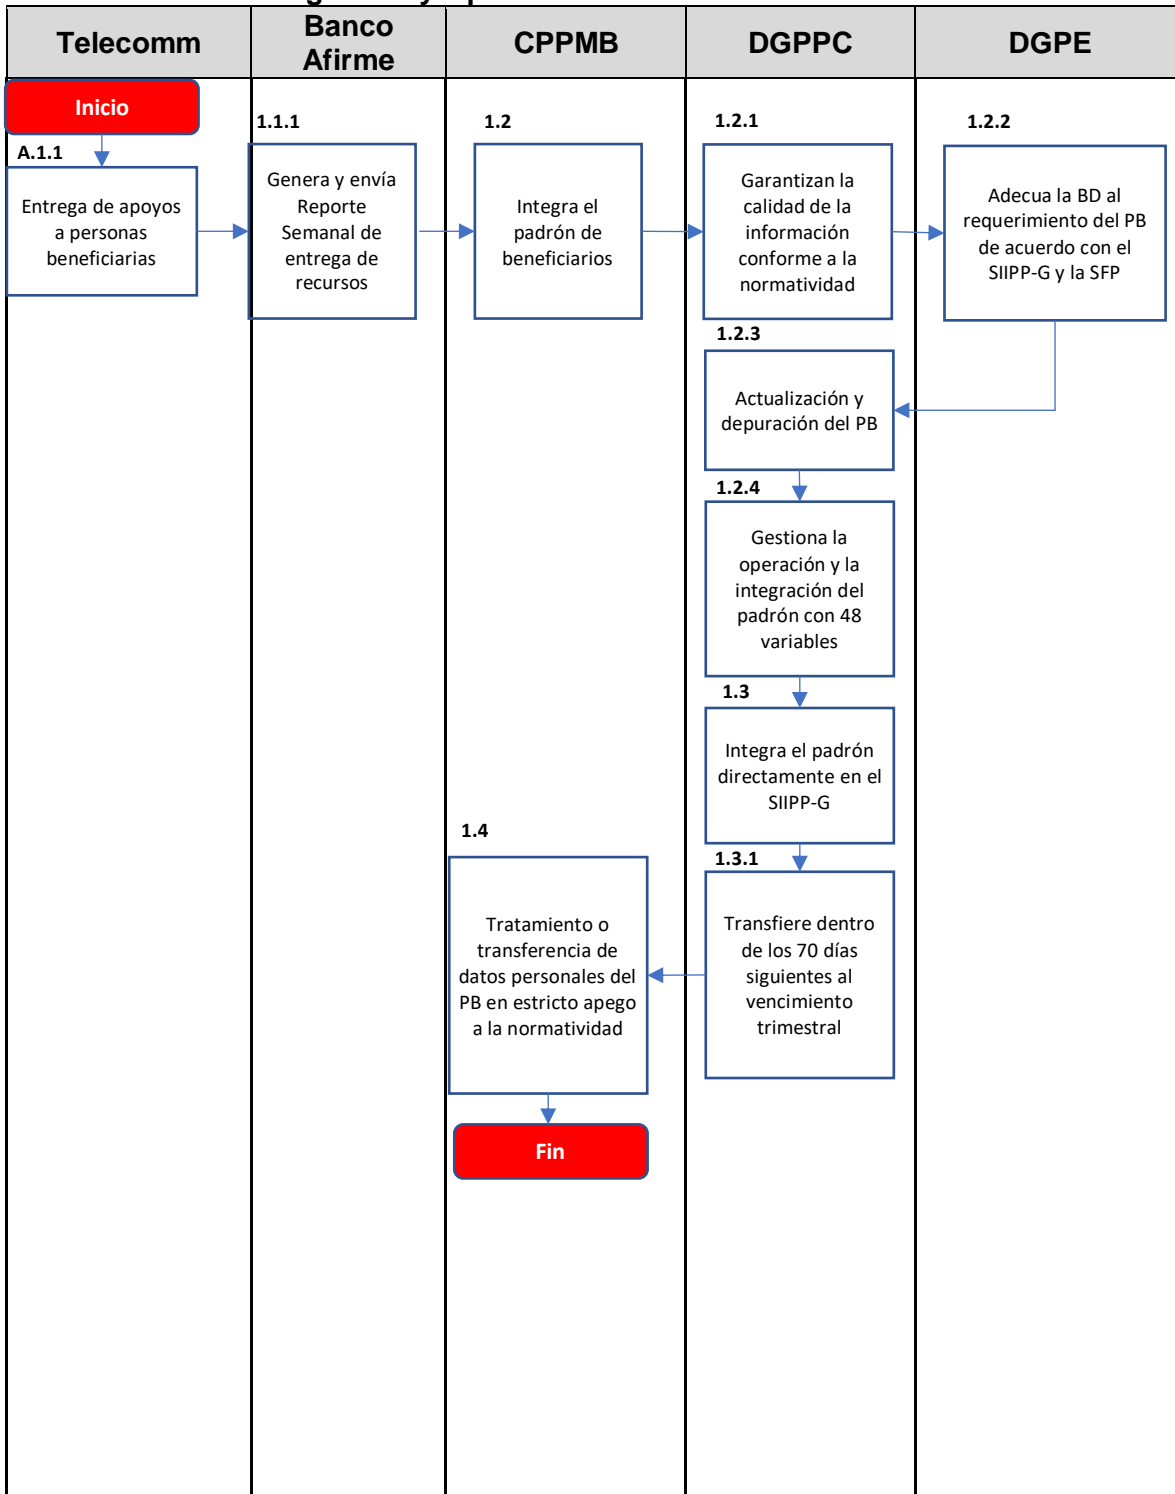 Telecomm
Banco
Afirme
CPPMB
DGPPC
DGPE
Inicio
A.1.1
Entrega de apoyos
a personas
beneficiarias
1.1.1
Genera y envía
Reporte
Semanal de
entrega de
recursos
1.2
Integra el
padrón de
beneficiarios
1.2.1
Garantizan la
calidad de la
información
conforme a la
normatividad
1.2.2
Adecua la BD al
requerimiento del PB
de acuerdo con el
SIIPP-G y la SFP
1.2.3
Actualización y
depuración del PB
1.2.4
Gestiona la
operación y la
integración del
padrón con 48
variables
1.3
Integra el padrón
directamente en el
SIIPP-G
1.3.1
Transfiere dentro
de los 70 días
siguientes al
vencimiento
trimestral
1.4
Tratamiento o
transferencia de
datos personales del
PB en estricto apego
a la normatividad
Fin